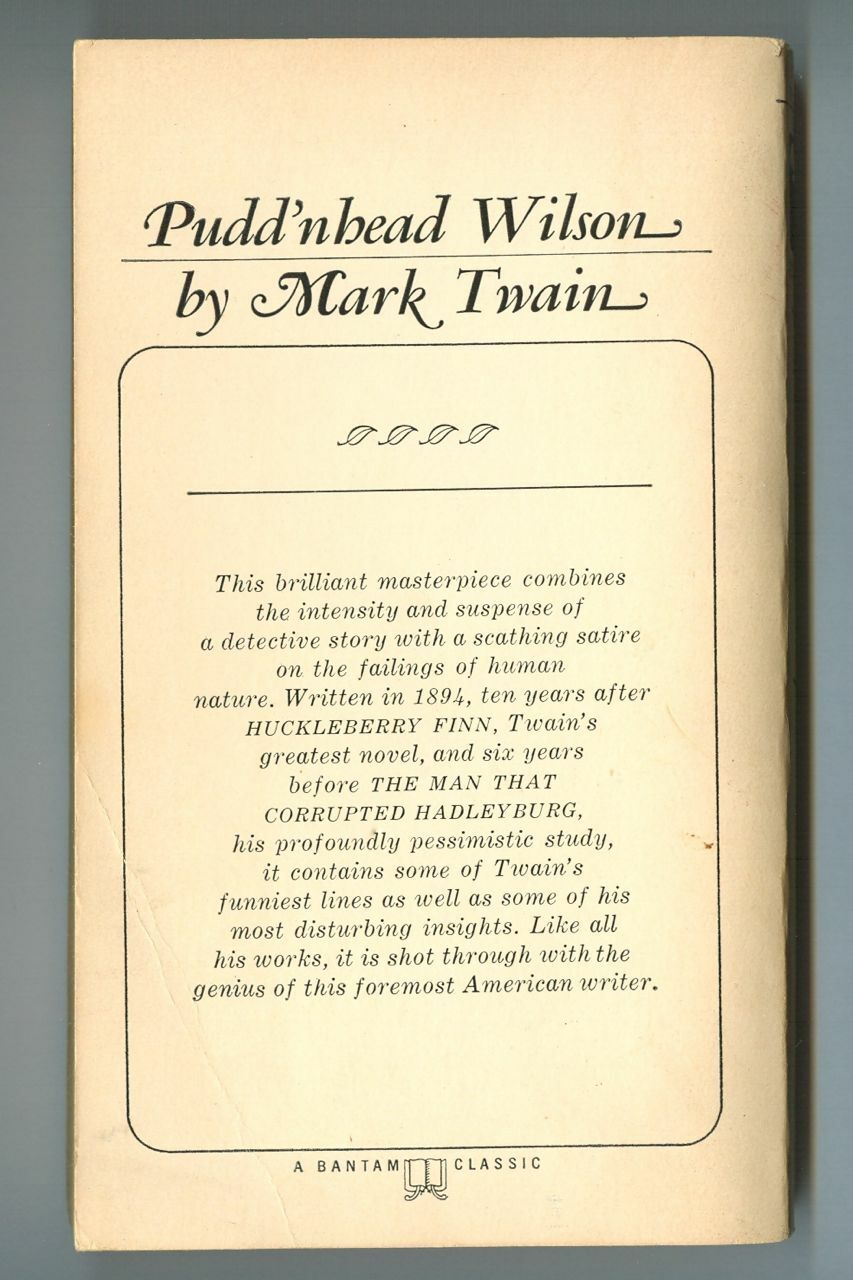 Pudd'nhead Wilson
by Mark Twain
This brilliant masterpiece combines
the intensity and suspense of
a detective story with a scathing satire
on the failings of human
nature. Written in 1894, ten years after
HUCKLEBERRY FINN, Twain's
greatest novel, and six years
before THE MAN THAT
CORRUPTED HADLEYBURG,
his profoundly pessimistic study,
it contains some of Twain's
funniest lines as well as some of his
most disturbing insights. Like all
his works, it is shot through with the
genius of this foremost American writer.
A BANTAM CLASSIC